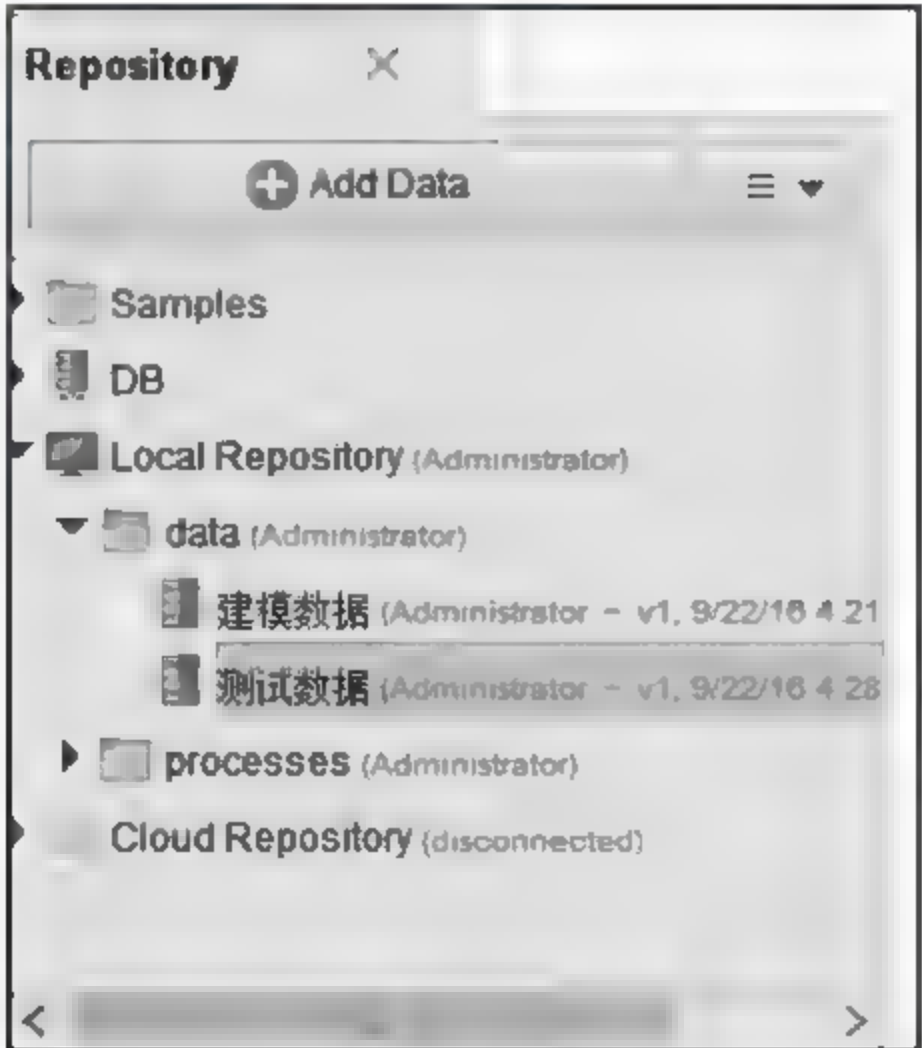 Repository
Add Data
Samples
DB
Local Repository (Administrator)
data (Administrator)
建模数据 (Administrator - v1, 9/22/16 4 21
测试数据 (Administrator - v1, 9/22/16 4 28
processes (Administrator)
Cloud Repository (disconnected)